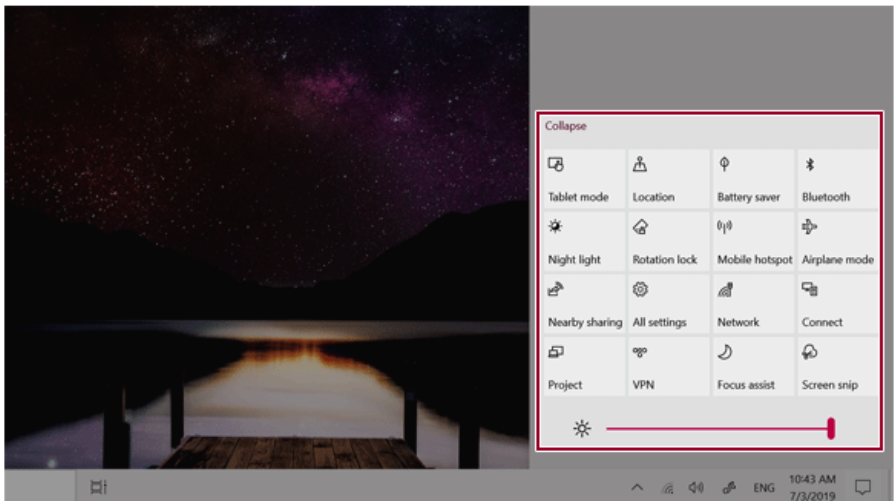 Collapse
Tablet mode
Location
Battery saver
Bluetooth
Night light
Rotation lock
Mobile hotspot
Airplane mode
Nearby sharing
All settings
Network
Connect
Project
VPN
Focus assist
Screen snip
ENG
10:43 AM
7/3/2019